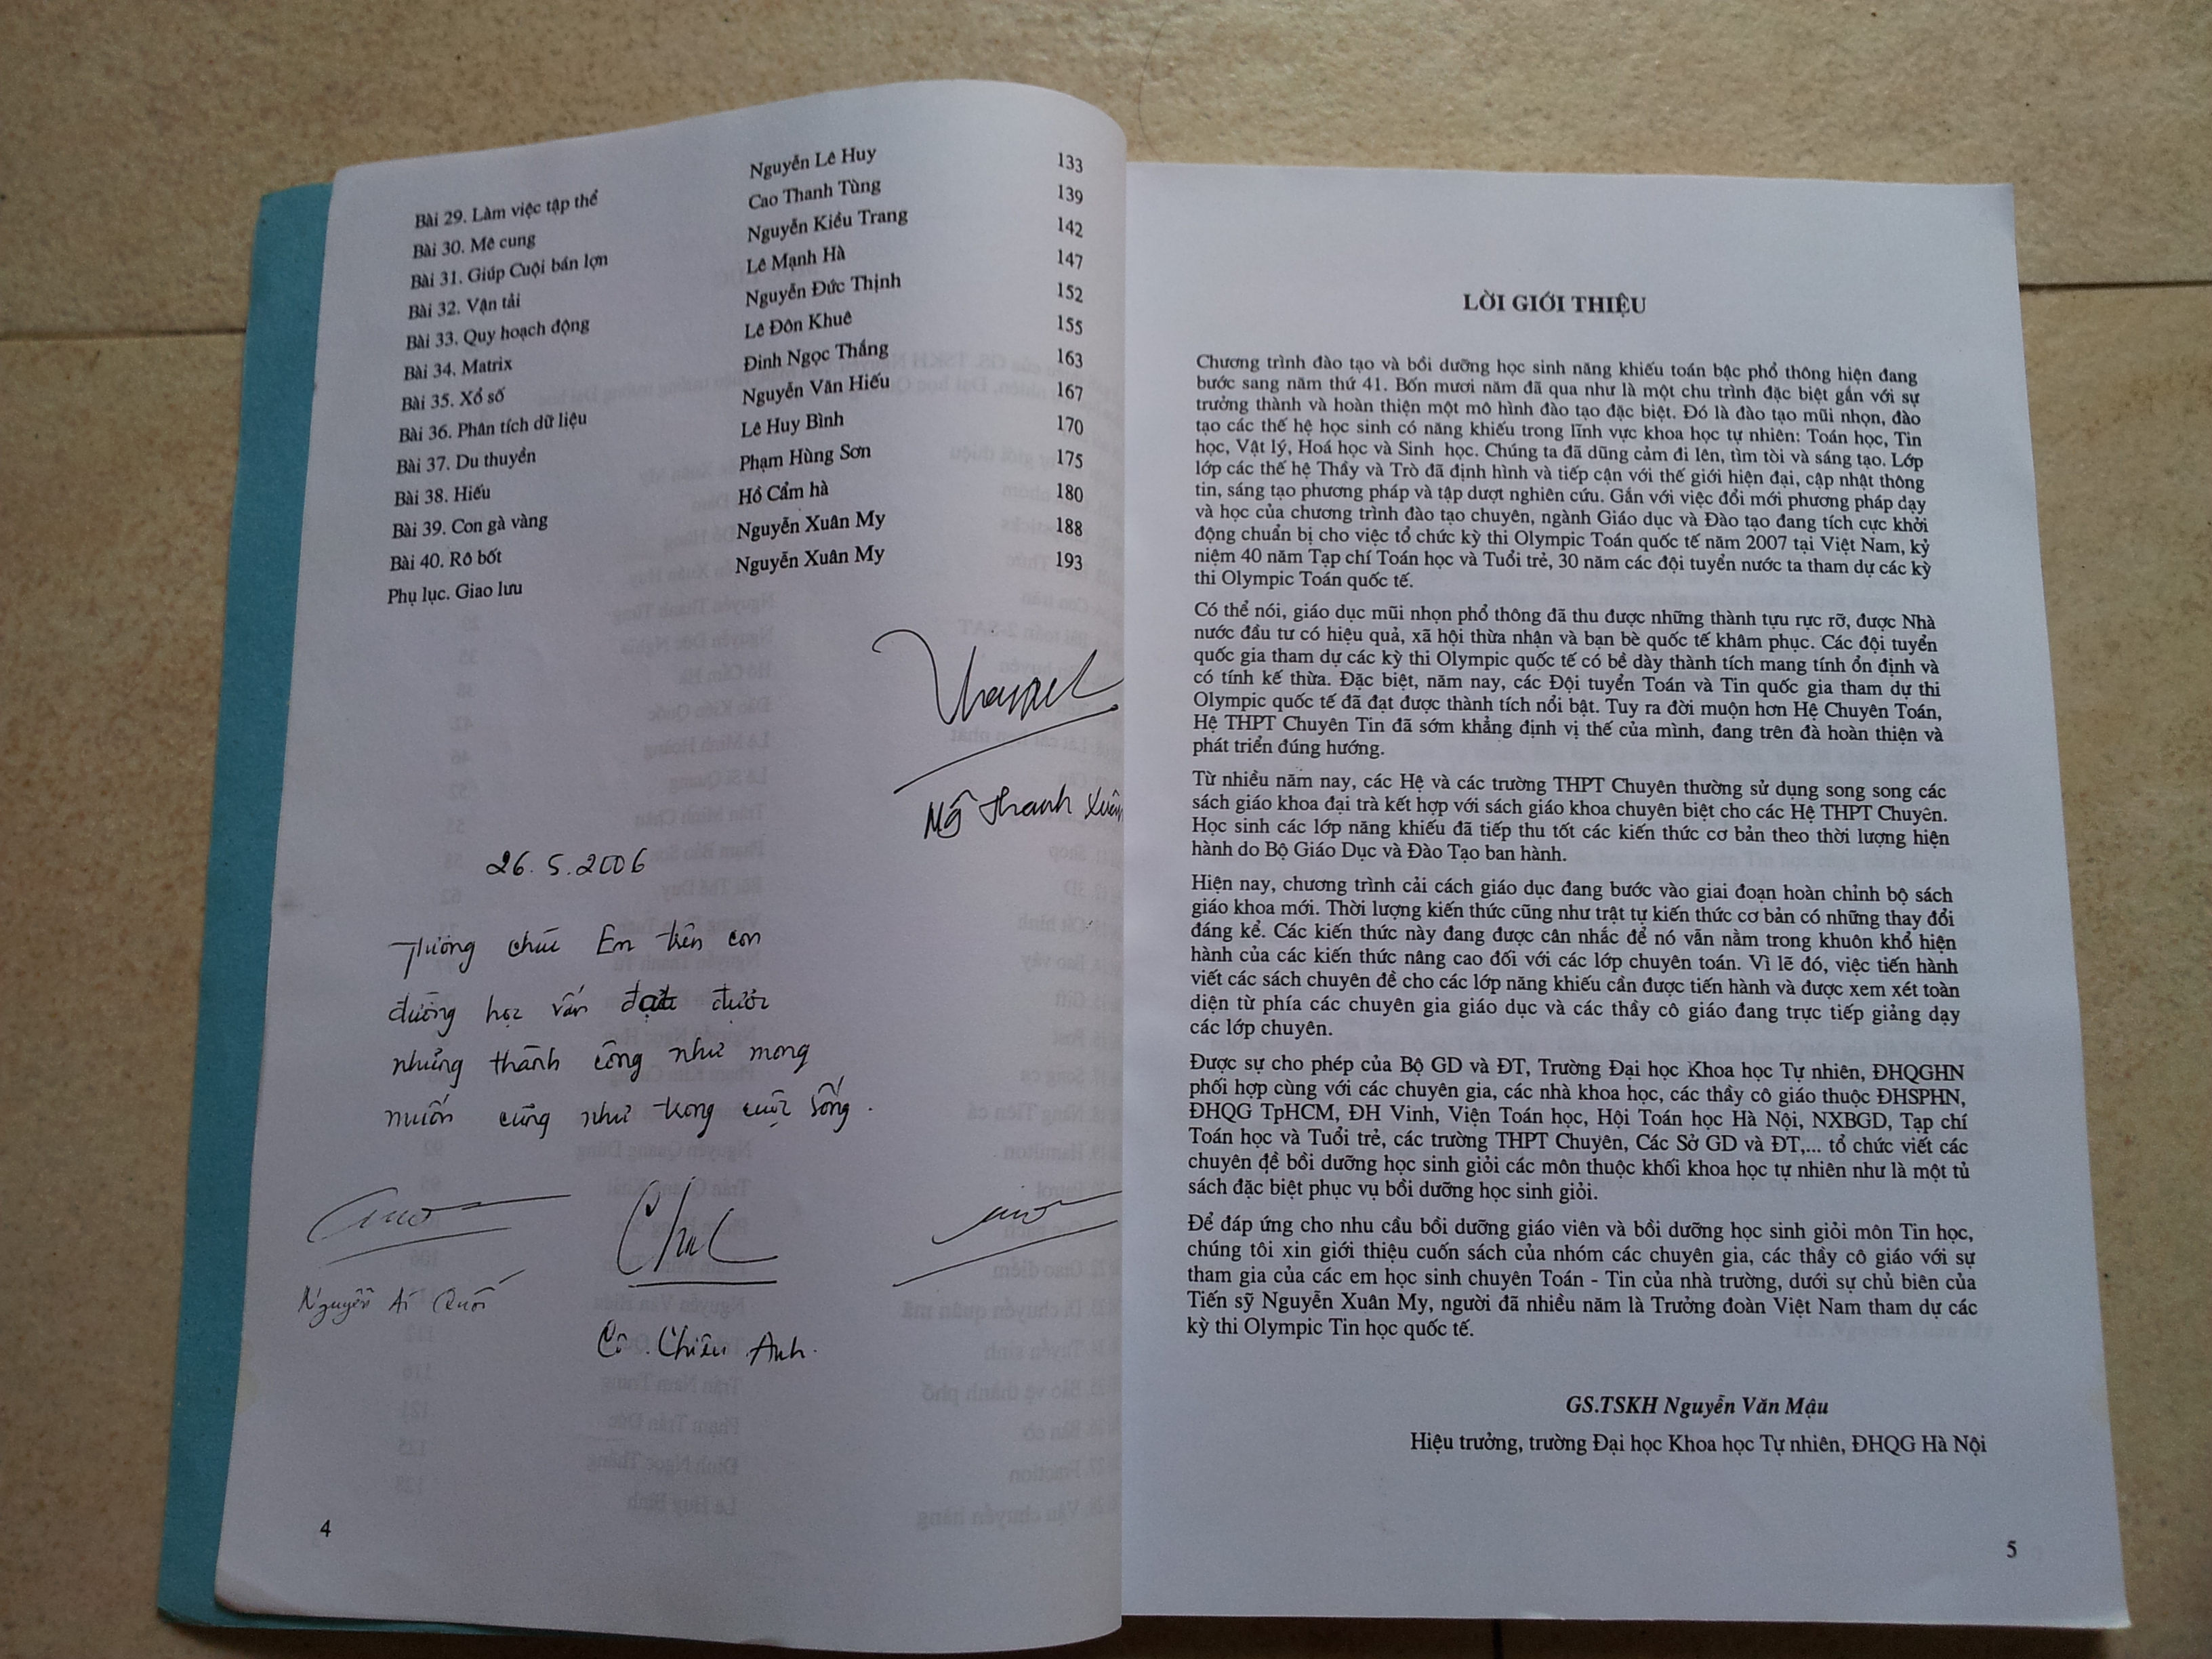 Bài 29. Làm việc tập thể Nguyễn Lê Huy 133
Bài 30. Mê cung Cao Thanh Tùng 139
Bài 31. Giúp Cuội bán lợn Nguyễn Kiều Trang 142
Bài 32. Vận tải Lê Mạnh Hà 147
Bài 33. Quy hoạch động Nguyễn Đức Thịnh 152
Bài 34. Matrix Lê Đôn Khuê 155
Bài 35. Xổ số Đinh Ngọc Thắng 163
Bài 36. Phân tích dữ liệu Nguyễn Văn Hiếu 167
Bài 37. Du thuyền Lê Huy Bình 170
Bài 38. Hiếu Phạm Hùng Sơn 175
Bài 39. Con gà vàng Hồ Cẩm hà 180
Bài 40. Rô bốt Nguyễn Xuân My 188
Phụ lục. Giao lưu Nguyễn Xuân My 193
Ngô Thanh Xuân
26.5.2006
Thương chúc Em trên con
đường học vấn đạt được
những thành công như mong
muốn cũng như trong cuộc sống.
Nguyễn Ái Quốc
Cô. Chiêu Anh.
4
LỜI GIỚI THIỆU
Chương trình đào tạo và bồi dưỡng học sinh năng khiếu toán bậc phổ thông hiện đang
bước sang năm thứ 41. Bốn mươi năm đã qua như là một chu trình đặc biệt gắn với sự
trưởng thành và hoàn thiện một mô hình đào tạo đặc biệt. Đó là đào tạo mũi nhọn, đào
tạo các thế hệ học sinh có năng khiếu trong lĩnh vực khoa học tự nhiên: Toán học, Tin
học, Vật lý, Hoá học và Sinh học. Chúng ta đã dũng cảm đi lên, tìm tòi và sáng tạo. Lớp
lớp các thế hệ Thầy và Trò đã định hình và tiếp cận với thế giới hiện đại, cập nhật thông
tin, sáng tạo phương pháp và tập dượt nghiên cứu. Gắn với việc đổi mới phương pháp dạy
và học của chương trình đào tạo chuyên, ngành Giáo dục và Đào tạo đang tích cực khởi
động chuẩn bị cho việc tổ chức kỳ thi Olympic Toán quốc tế năm 2007 tại Việt Nam, kỷ
niệm 40 năm Tạp chí Toán học và Tuổi trẻ, 30 năm các đội tuyển nước ta tham dự các kỳ
thi Olympic Toán quốc tế.
Có thể nói, giáo dục mũi nhọn phổ thông đã thu được những thành tựu rực rỡ, được Nhà
nước đầu tư có hiệu quả, xã hội thừa nhận và bạn bè quốc tế khâm phục. Các đội tuyển
quốc gia tham dự các kỳ thi Olympic quốc tế có bề dày thành tích mang tính ổn định và
có tính kế thừa. Đặc biệt, năm nay, các Đội tuyển Toán và Tin quốc gia tham dự thi
Olympic quốc tế đã đạt được thành tích nổi bật. Tuy ra đời muộn hơn Hệ Chuyên Toán,
Hệ THPT Chuyên Tin đã sớm khẳng định vị thế của mình, đang trên đà hoàn thiện và
phát triển đúng hướng.
Từ nhiều năm nay, các Hệ và các trường THPT Chuyên thường sử dụng song song các
sách giáo khoa đại trà kết hợp với sách giáo khoa chuyên biệt cho các Hệ THPT Chuyên.
Học sinh các lớp năng khiếu đã tiếp thu tốt các kiến thức cơ bản theo thời lượng hiện
hành do Bộ Giáo Dục và Đào Tạo ban hành.
Hiện nay, chương trình cải cách giáo dục đang bước vào giai đoạn hoàn chỉnh bộ sách
giáo khoa mới. Thời lượng kiến thức cũng như trật tự kiến thức cơ bản có những thay đổi
đáng kể. Các kiến thức này đang được cân nhắc để nó vẫn nằm trong khuôn khổ hiện
hành của các kiến thức nâng cao đối với các lớp chuyên toán. Vì lẽ đó, việc tiến hành
viết các sách chuyên đề cho các lớp năng khiếu cần được tiến hành và được xem xét toàn
diện từ phía các chuyên gia giáo dục và các thầy cô giáo đang trực tiếp giảng dạy
các lớp chuyên.
Được sự cho phép của Bộ GD và ĐT, Trường Đại học Khoa học Tự nhiên, ĐHQGHN
phối hợp cùng với các chuyên gia, các nhà khoa học, các thầy cô giáo thuộc ĐHSPHN,
ĐHQG TpHCM, ĐH Vinh, Viện Toán học, Hội Toán học Hà Nội, NXBGD, Tạp chí
Toán học và Tuổi trẻ, các trường THPT Chuyên, Các Sở GD và ĐT,... tổ chức viết các
chuyên đề bồi dưỡng học sinh giỏi các môn thuộc khối khoa học tự nhiên như là một tủ
sách đặc biệt phục vụ bồi dưỡng học sinh giỏi.
Để đáp ứng cho nhu cầu bồi dưỡng giáo viên và bồi dưỡng học sinh giỏi môn Tin học,
chúng tôi xin giới thiệu cuốn sách của nhóm các chuyên gia, các thầy cô giáo với sự
tham gia của các em học sinh chuyên Toán - Tin của nhà trường, dưới sự chủ biên của
Tiến sỹ Nguyễn Xuân My, người đã nhiều năm là Trưởng đoàn Việt Nam tham dự các
kỳ thi Olympic Tin học quốc tế.
GS.TSKH Nguyễn Văn Mậu
Hiệu trưởng, trường Đại học Khoa học Tự nhiên, ĐHQG Hà Nội
5